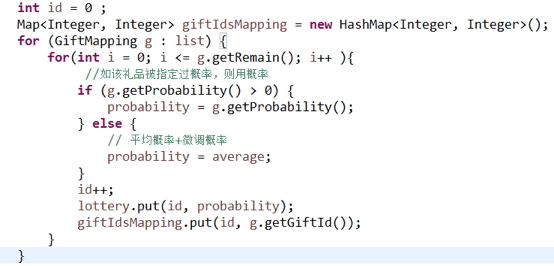 int id = 0 ;
Map<Integer, Integer> giftIdsMapping = new HashMap<Integer, Integer>();
for (GiftMapping g : list) {
    for(int i = 0; i <= g.getRemain(); i++ ){
        //如该礼品被指定过概率，则用概率
        if (g.getProbability() > 0) {
            probability = g.getProbability();
        } else {
            // 平均概率+微调概率
            probability = average;
        }
        id++;
        lottery.put(id, probability);
        giftIdsMapping.put(id, g.getGiftId());
    }
}